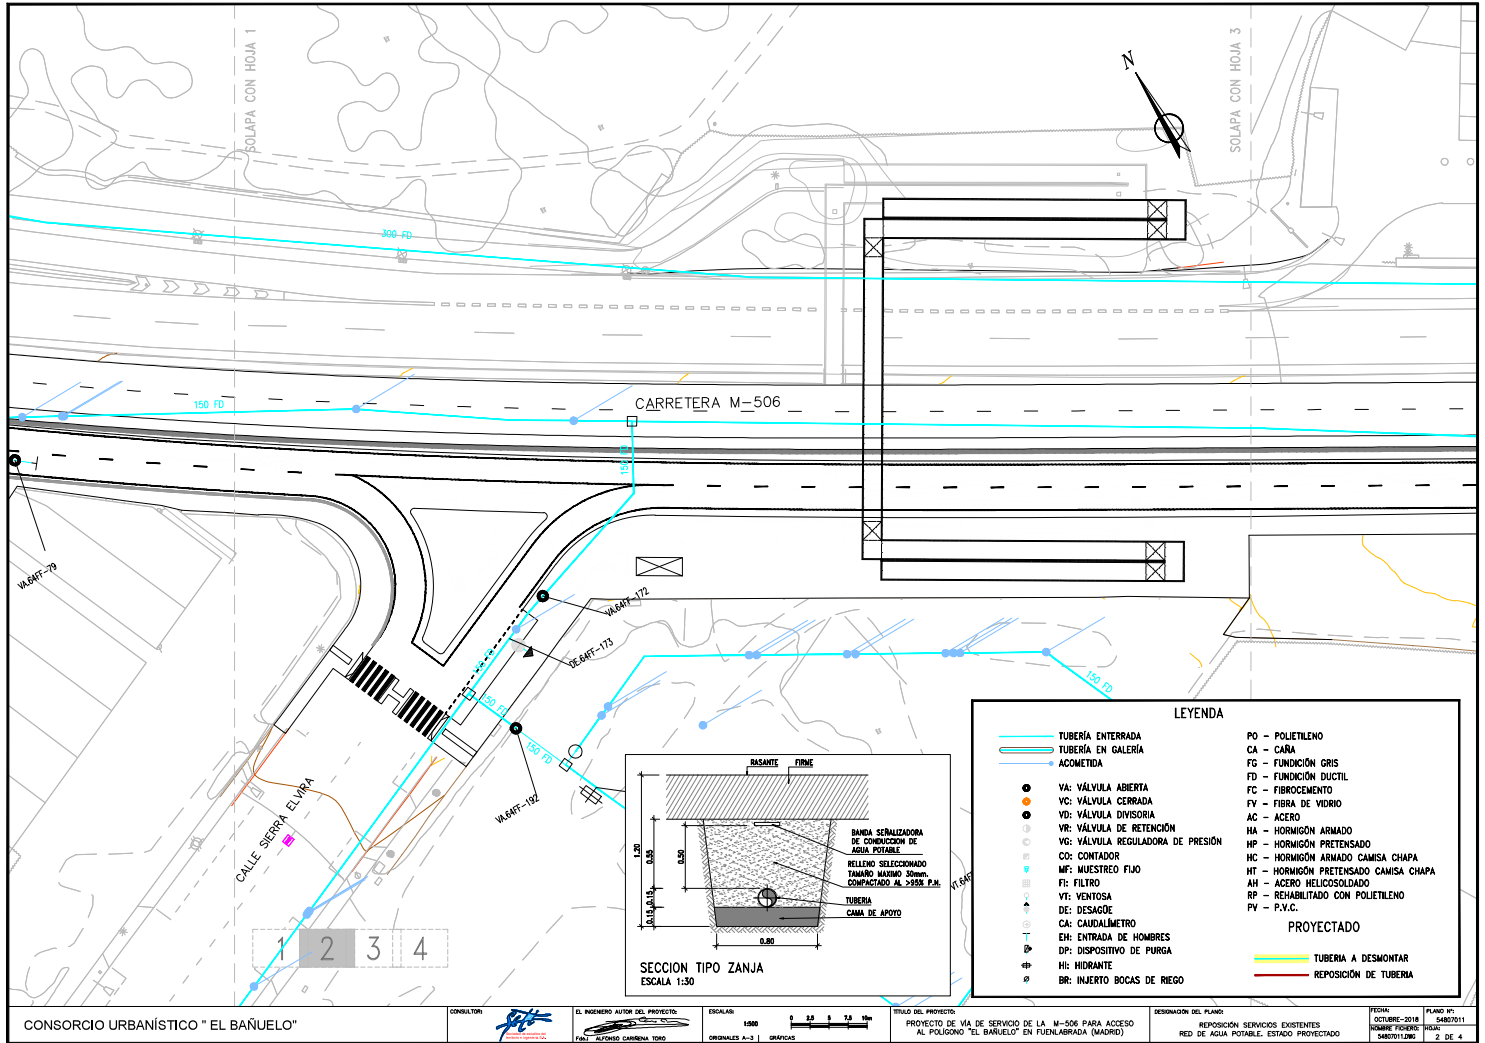 SOLAPA CON HOJA 1
SOLAPA CON HOJA 3
N
300 FD
150 FD
CARRETERA M-506
150 FD
VA.64FF-79
VA.64FF-172
DE.64FF-173
150 FD
150 FD
150 FD
150 FD
VA.64FF-192
CALLE SIERRA ELVIRA
1 2 3 4
RASANTE FIRME
BANDA SEÑALIZADORA
DE CONDUCCION DE
AGUA POTABLE
RELLENO SELECCIONADO
TAMAÑO MAXIMO 30mm.
COMPACTADO AL >95% P.N.
TUBERIA
CAMA DE APOYO
1.20
0.55
0.50
0.15
0.15
0.80
SECCION TIPO ZANJA
ESCALA 1:30
LEYENDA
TUBERÍA ENTERRADA
TUBERÍA EN GALERÍA
ACOMETIDA
VA: VÁLVULA ABIERTA
VC: VÁLVULA CERRADA
VD: VÁLVULA DIVISORIA
VR: VÁLVULA DE RETENCIÓN
VG: VÁLVULA REGULADORA DE PRESIÓN
CO: CONTADOR
MF: MUESTREO FIJO
FI: FILTRO
VT: VENTOSA
DE: DESAGÜE
CA: CAUDALÍMETRO
EH: ENTRADA DE HOMBRES
DP: DISPOSITIVO DE PURGA
HI: HIDRANTE
BR: INJERTO BOCAS DE RIEGO
PO - POLIETILENO
CA - CAÑA
FG - FUNDICIÓN GRIS
FD - FUNDICIÓN DUCTIL
FC - FIBROCEMENTO
FV - FIBRA DE VIDRIO
AC - ACERO
HA - HORMIGÓN ARMADO
HP - HORMIGÓN PRETENSADO
HC - HORMIGÓN ARMADO CAMISA CHAPA
HT - HORMIGÓN PRETENSADO CAMISA CHAPA
AH - ACERO HELICOSOLDADO
RP - REHABILITADO CON POLIETILENO
PV - P.V.C.
PROYECTADO
TUBERIA A DESMONTAR
REPOSICIÓN DE TUBERIA
CONSORCIO URBANÍSTICO " EL BAÑUELO"
CONSULTOR:
EL INGENIERO AUTOR DEL PROYECTO:
Fdo.: ALFONSO CARIÑENA TORO
ESCALAS:
1:500
ORIGINALES A-3
GRÁFICAS
0 2,5 5 7,5 10m
TÍTULO DEL PROYECTO:
PROYECTO DE VÍA DE SERVICIO DE LA M-506 PARA ACCESO
AL POLÍGONO "EL BAÑUELO" EN FUENLABRADA (MADRID)
DESIGNACIÓN DEL PLANO:
REPOSICIÓN SERVICIOS EXISTENTES
RED DE AGUA POTABLE. ESTADO PROYECTADO
FECHA:
OCTUBRE-2018
NOMBRE FICHERO:
54807011.DWG
PLANO Nº:
54807011
HOJA:
2 DE 4